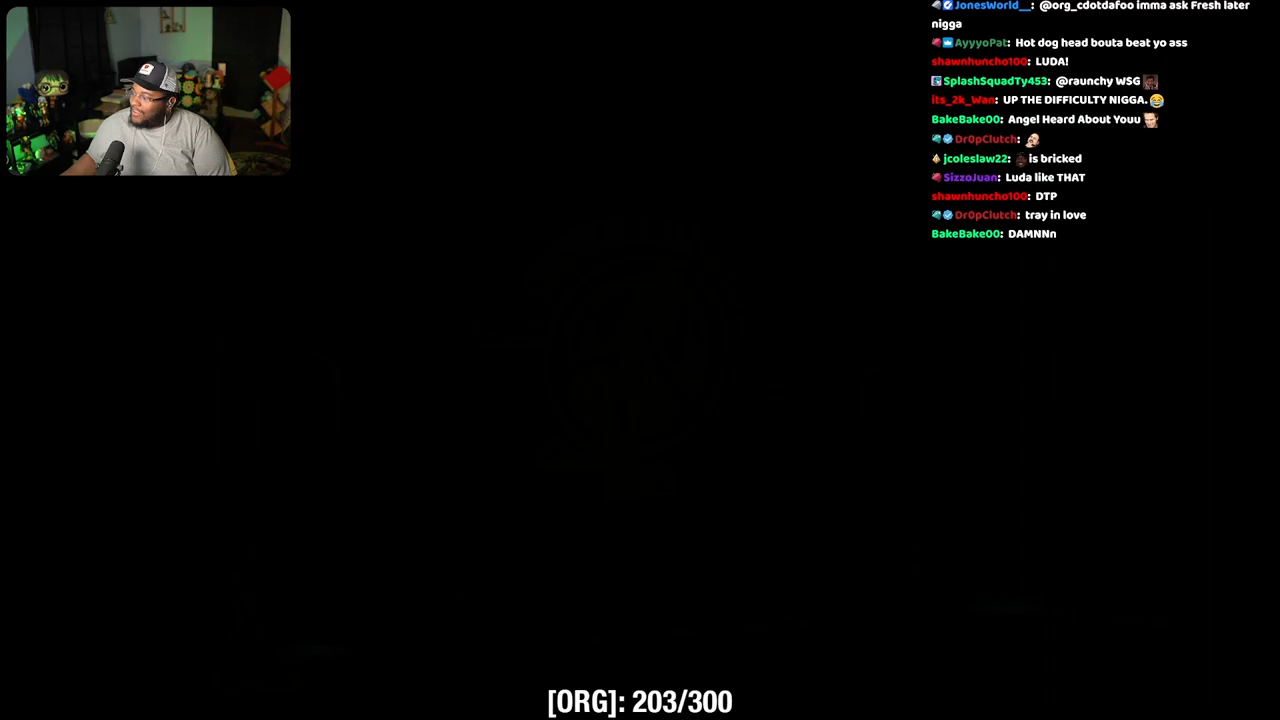 JonesWorld__: @org_cdotdafoo imma ask Fresh later
nigga
AyyyoPat: Hot dog head bouta beat yo ass
shawnhuncho100: LUDA!
SplashSquadTy453: @raunchy WSG
its_2k_Wan: UP THE DIFFICULTY NIGGA.
BakeBake00: Angel Heard About Youu
Dr0pClutch:
jcoleslaw22: is bricked
SizzoJuan: Luda like THAT
shawnhuncho100: DTP
Dr0pClutch: tray in love
BakeBake00: DAMNNn
[ORG]: 203/300